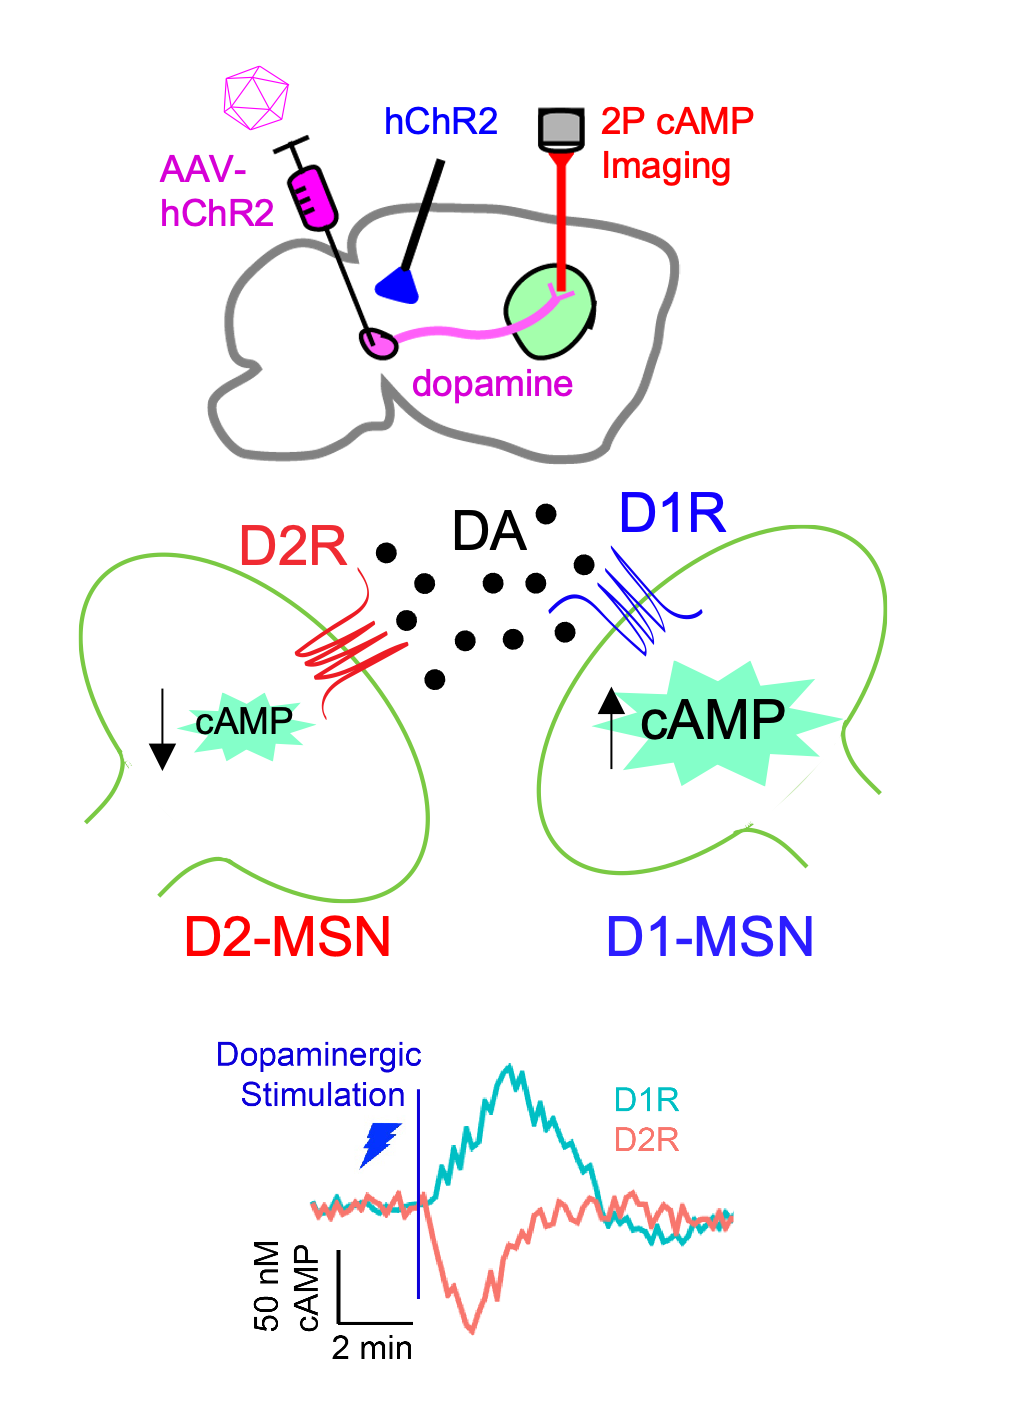 AAV-
hChR2
hChR2
2P cAMP
Imaging
dopamine
D2R
DA
D1R
cAMP
cAMP
D2-MSN
D1-MSN
Dopaminergic
Stimulation
D1R
D2R
50 nM
cAMP
2 min